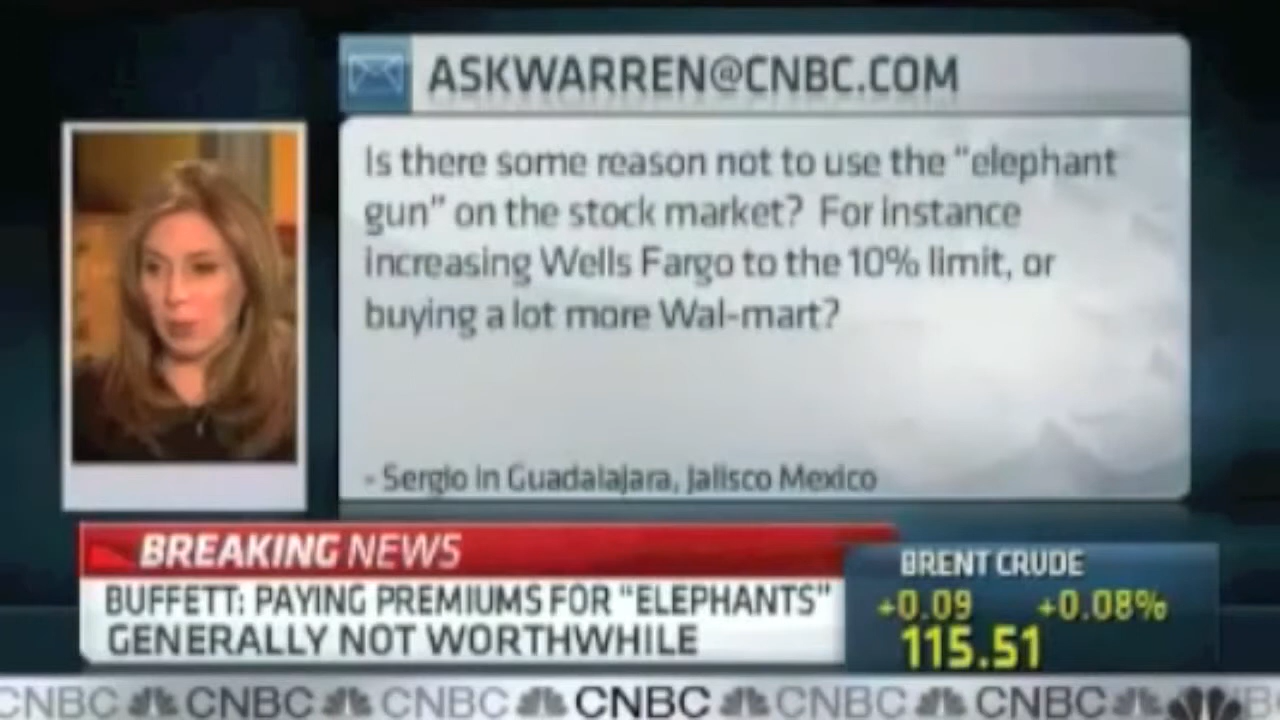 ASKWARREN@CNBC.COM
Is there some reason not to use the "elephant
gun" on the stock market? For instance
increasing Wells Fargo to the 10% limit, or
buying a lot more Wal-mart?
- Sergio in Guadalajara, Jalisco Mexico
BREAKING NEWS
BUFFETT: PAYING PREMIUMS FOR "ELEPHANTS"
GENERALLY NOT WORTHWHILE
BRENT CRUDE
+0.09 +0.08%
115.51
CNBC CNBC CNBC CNBC CNBC CNBC